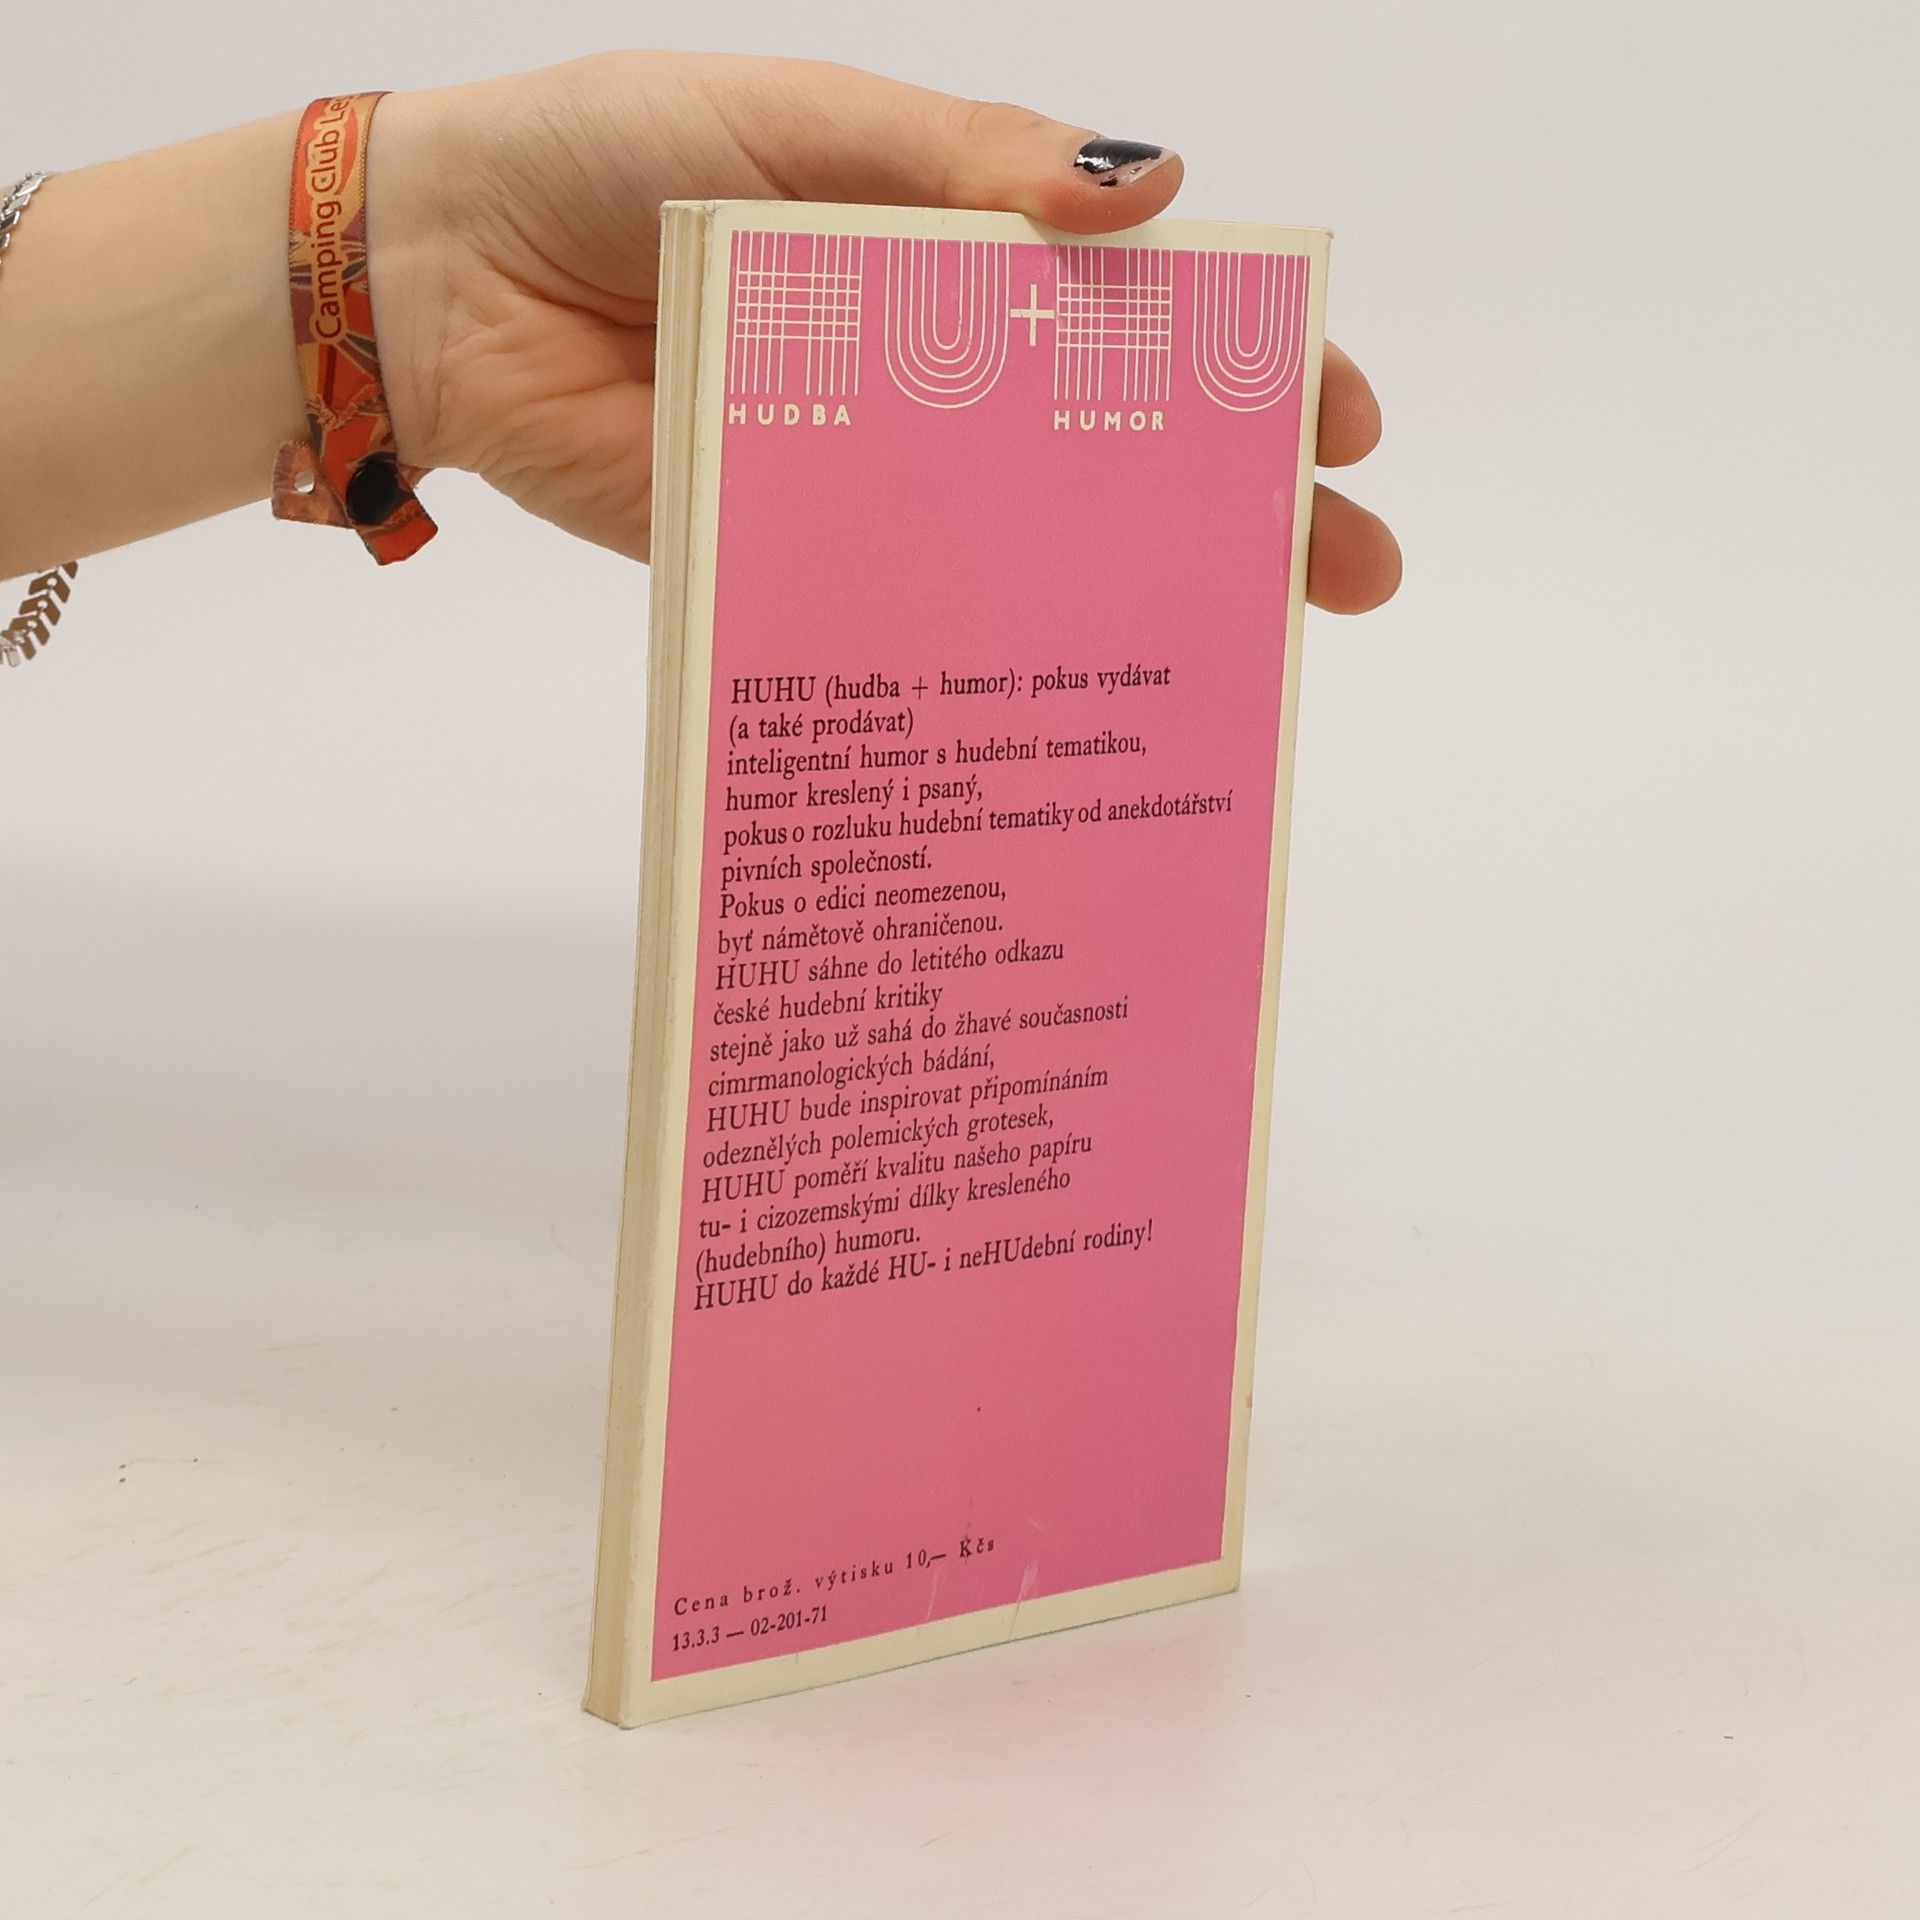 Camping Club Le
HU+HU
HUDBA HUMOR
HUHU (hudba + humor): pokus vydávat
(a také prodávat)
inteligentní humor s hudební tematikou,
humor kreslený i psaný,
pokus o rozluku hudební tematiky od anekdotářství
pivních společností.
Pokus o edici neomezenou,
byť námětově ohraničenou.
HUHU sáhne do letitého odkazu
české hudební kritiky
stejně jako už sahá do žhavé současnosti
cimrmanologických bádání,
HUHU bude inspirovat připomínáním
odeznělých polemických grotesek,
HUHU poměří kvalitu našeho papíru
tu- i cizozemskými dílky kresleného
(hudebního) humoru.
HUHU do každé HU- i neHUdební rodiny!
Cena brož. výtisku 10,— Kčs
13.3.3 — 02-201-71